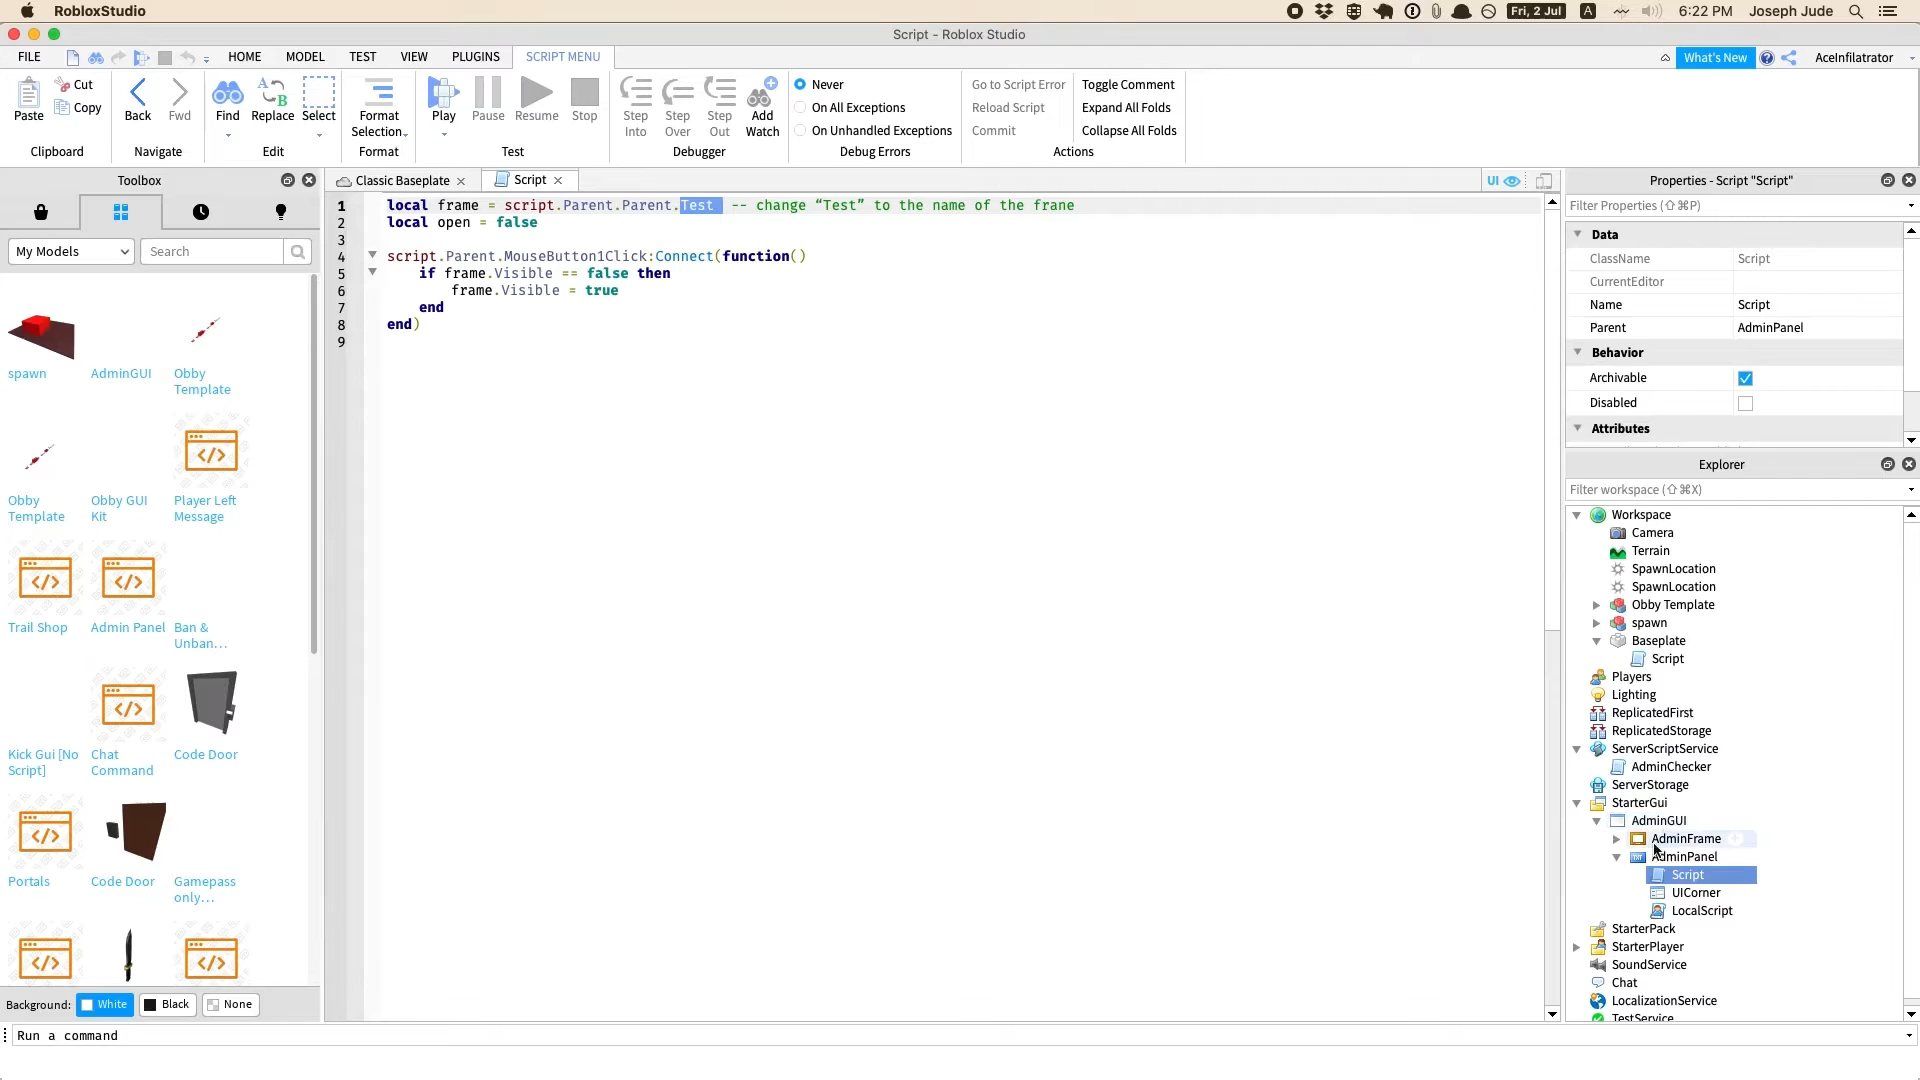 RobloxStudio
Fri, 2 Jul
A
6:22 PM
Joseph Jude
Script - Roblox Studio
FILE
HOME
MODEL
TEST
VIEW
PLUGINS
SCRIPT MENU
What's New
AceInfilatrator
Paste
Cut
Copy
Clipboard
Back
Fwd
Navigate
Find
Replace
Select
Edit
Format
Selection
Format
Play
Pause
Resume
Stop
Test
Step
Into
Step
Over
Step
Out
Add
Watch
Debugger
Never
On All Exceptions
On Unhandled Exceptions
Debug Errors
Go to Script Error
Reload Script
Commit
Toggle Comment
Expand All Folds
Collapse All Folds
Actions
Toolbox
My Models
Search
spawn
AdminGUI
Obby
Template
Obby
Template
Obby GUI
Kit
Player Left
Message
Trail Shop
Admin Panel
Ban &
Unban...
Kick Gui [No
Script]
Chat
Command
Code Door
Portals
Code Door
Gamepass
only...
Background:
White
Black
None
Classic Baseplate
Script
UI
1 local frame = script.Parent.Parent.Test -- change “Test” to the name of the frane
2 local open = false
3
4 script.Parent.MouseButton1Click:Connect(function()
5 if frame.Visible == false then
6 frame.Visible = true
7 end
8 end)
9
Properties - Script "Script"
Filter Properties (⇧⌘P)
Data
ClassName Script
CurrentEditor
Name Script
Parent AdminPanel
Behavior
Archivable
Disabled
Attributes
Explorer
Filter workspace (⇧⌘X)
Workspace
Camera
Terrain
SpawnLocation
SpawnLocation
Obby Template
spawn
Baseplate
Script
Players
Lighting
ReplicatedFirst
ReplicatedStorage
ServerScriptService
AdminChecker
ServerStorage
StarterGui
AdminGUI
AdminFrame
AdminPanel
Script
UICorner
LocalScript
StarterPack
StarterPlayer
SoundService
Chat
LocalizationService
TestService
Run a command